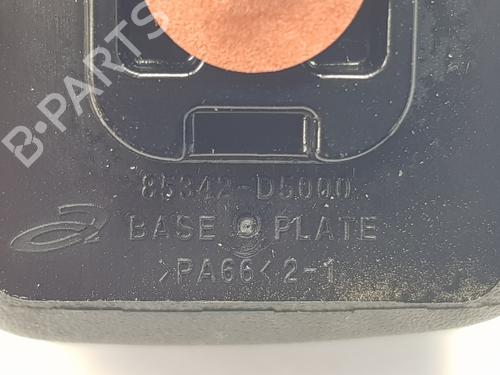 B-PARTS
85342-D5000
BASE PLATE
>PA66< 2-1